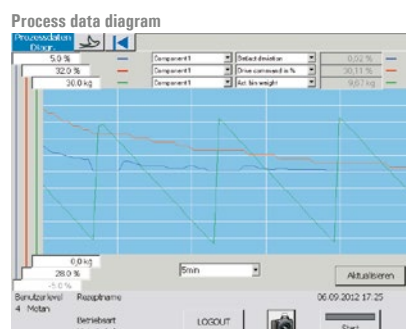 Process data diagram
Prozessdaten
Diagr.
5.0 % Component1 0,02 %
32.0 % Component1 Drive command in % 30,11 %
30.0 kg Component1 Act. bin weight 9,67 kg
0,0 kg
28.0 %
-5.0 %
5min
Aktualisieren
Benutzerlevel Rezeptname 06.09.2012 17:25
4 Motan
Betriebsart
LOGOUT
Start